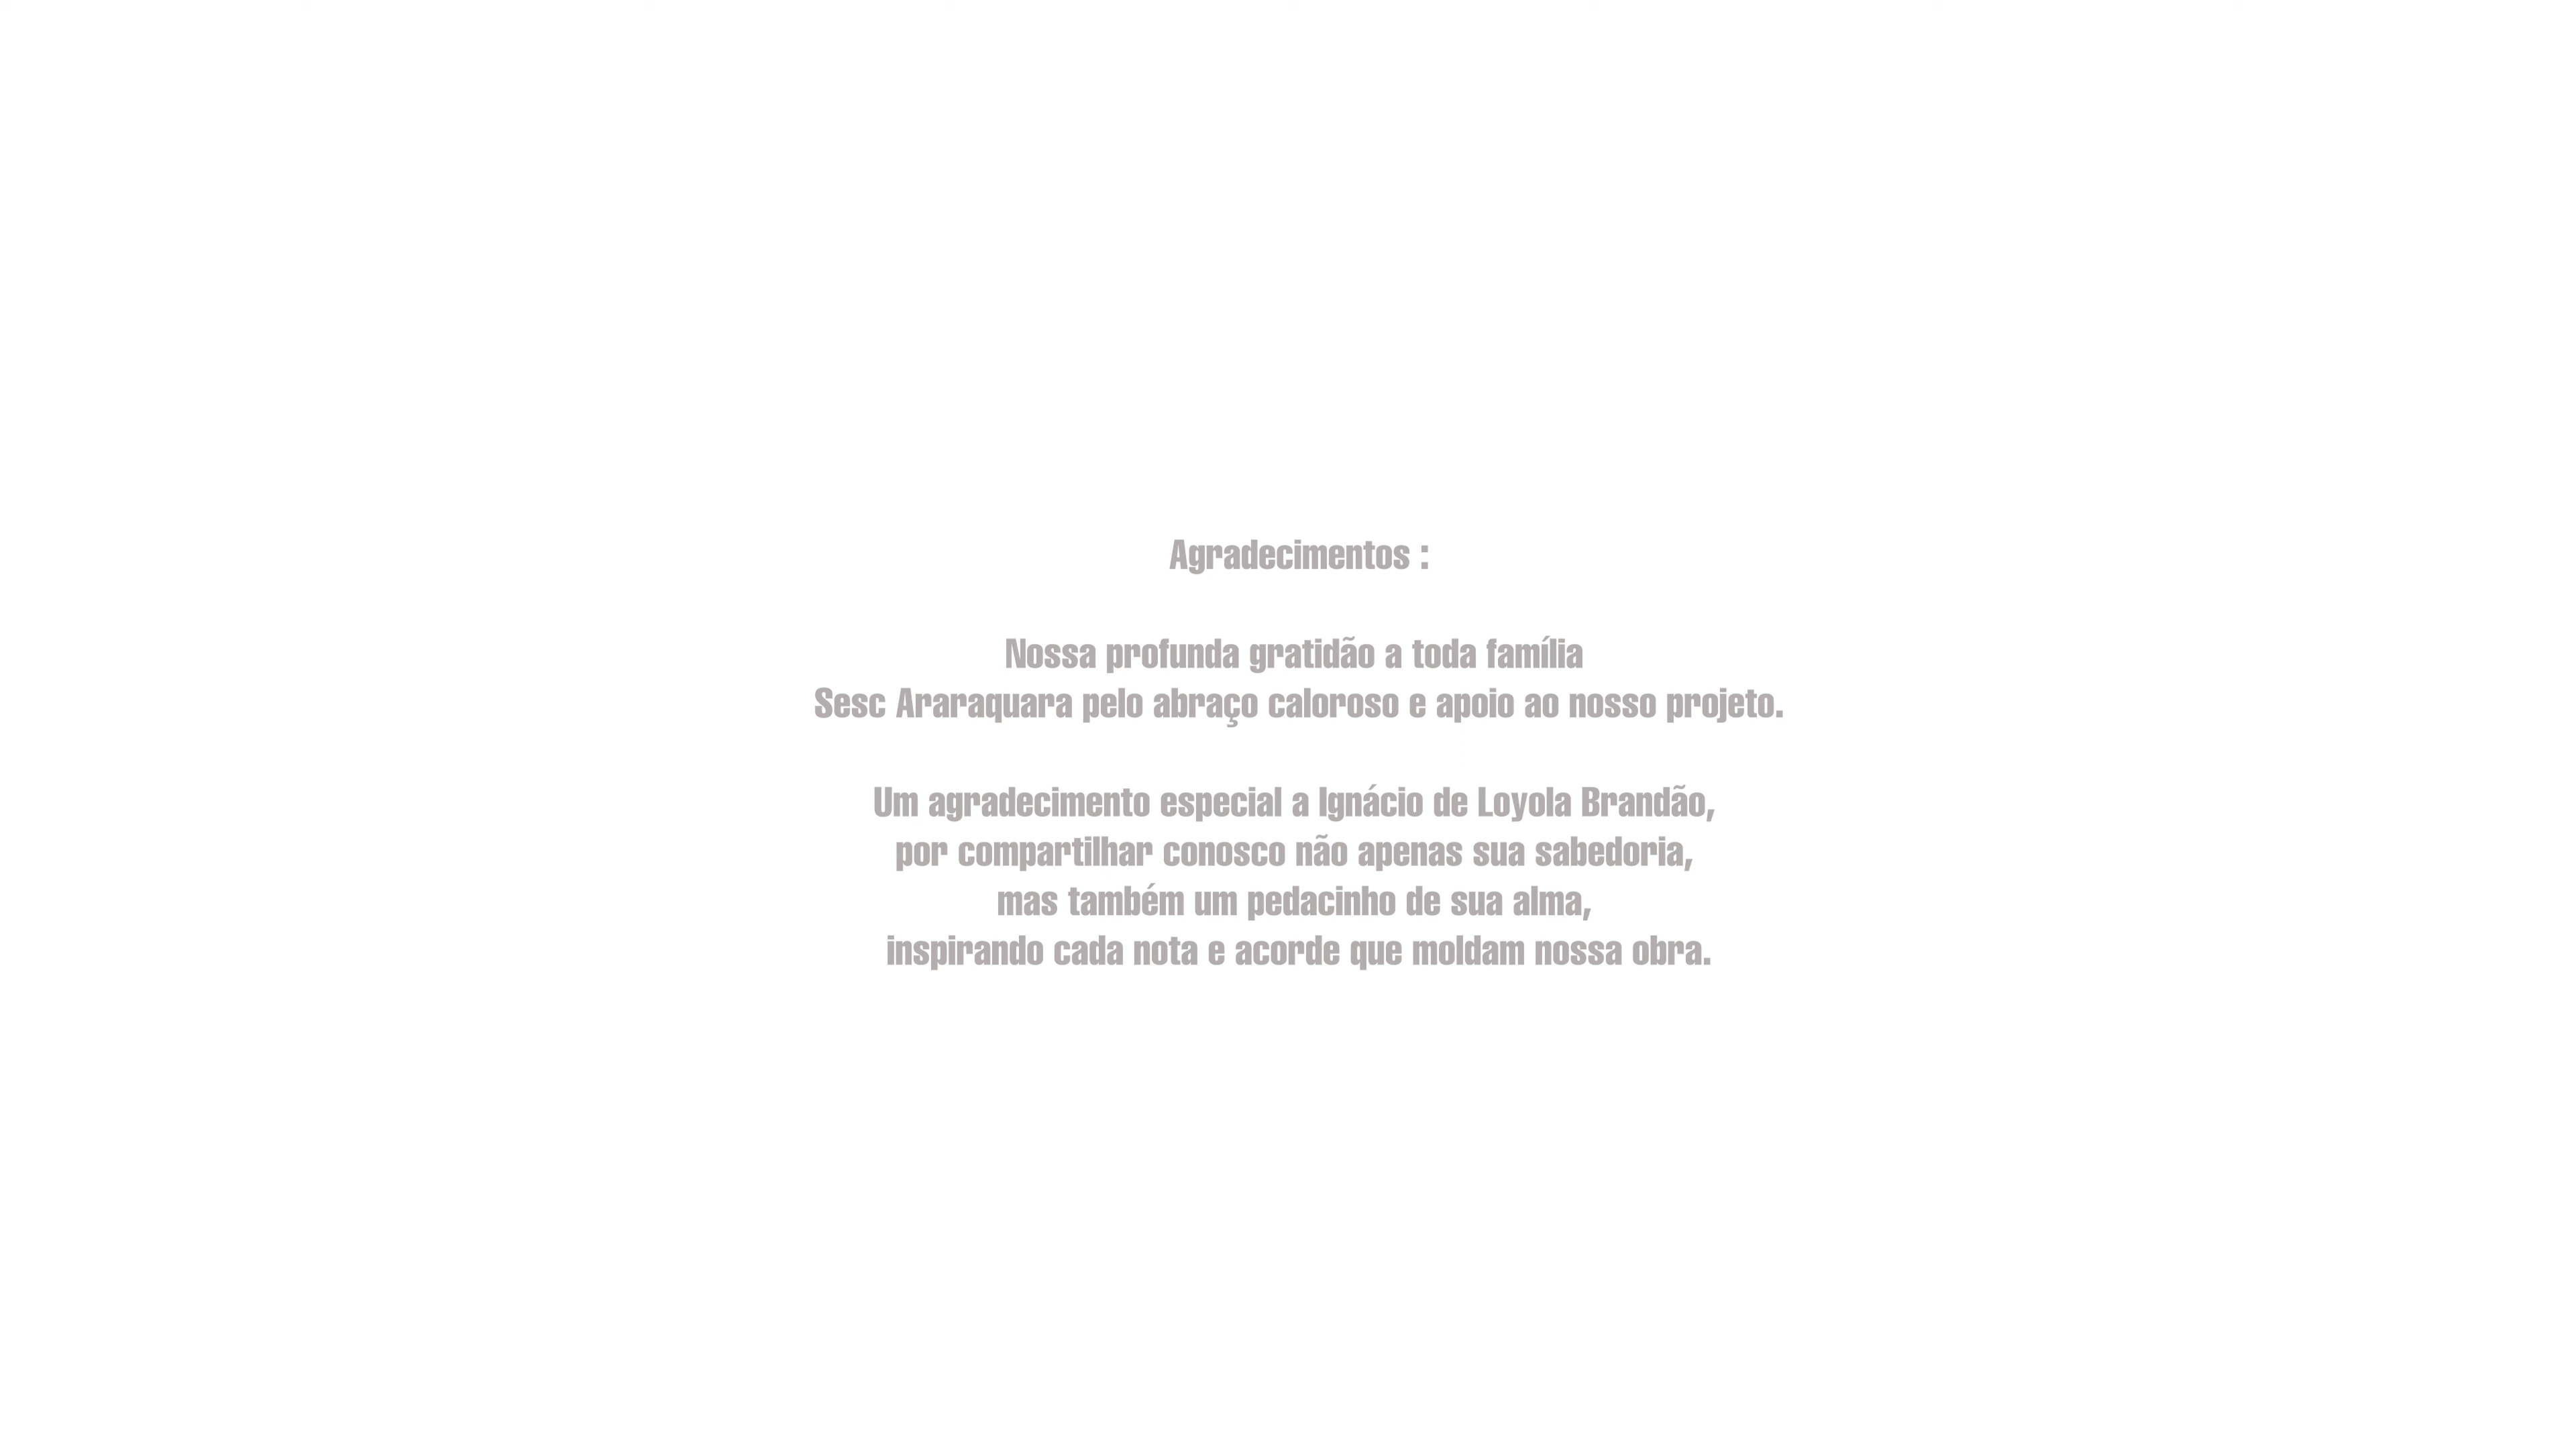 Agradecimentos :
Nossa profunda gratidão a toda família
Sesc Araraquara pelo abraço caloroso e apoio ao nosso projeto.
Um agradecimento especial a Ignácio de Loyola Brandão,
por compartilhar conosco não apenas sua sabedoria,
mas também um pedacinho de sua alma,
inspirando cada nota e acorde que moldam nossa obra.